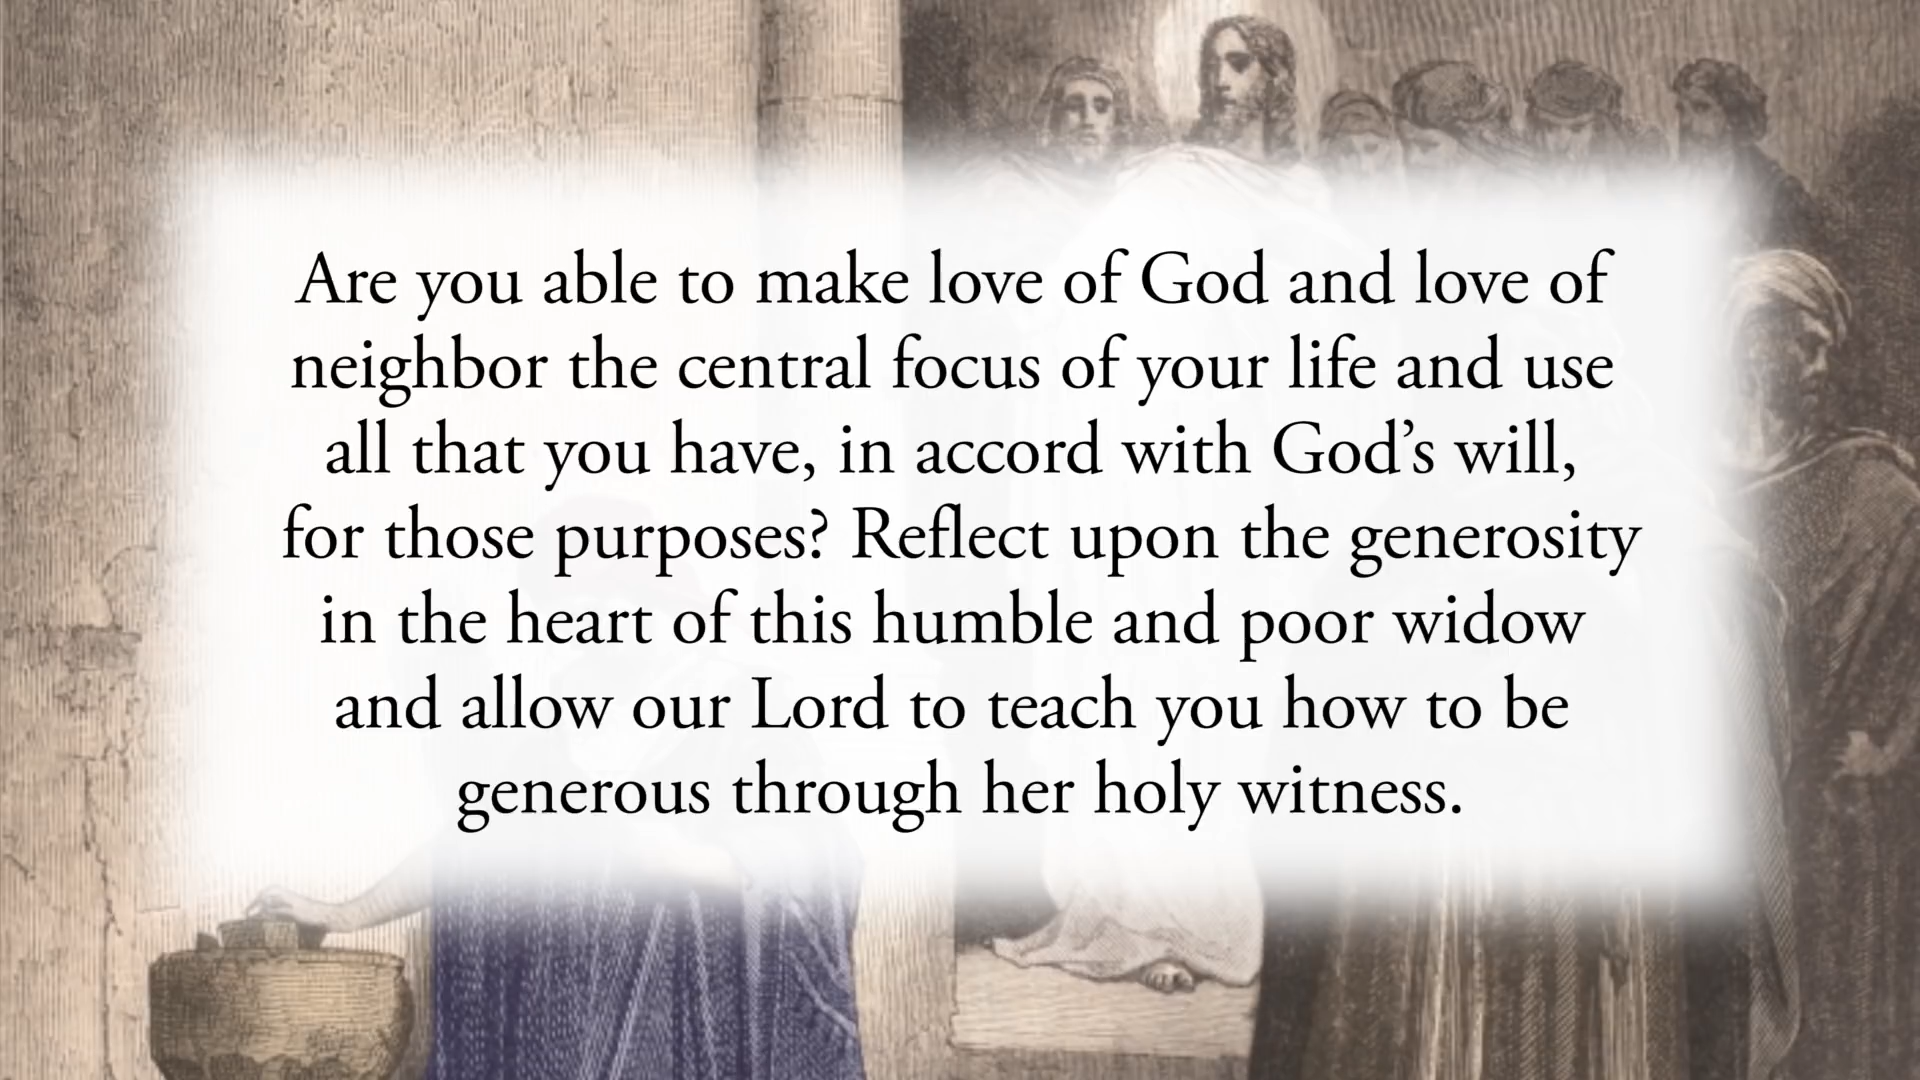 Are you able to make love of God and love of
neighbor the central focus of your life and use
all that you have, in accord with God’s will,
for those purposes? Reflect upon the generosity
in the heart of this humble and poor widow
and allow our Lord to teach you how to be
generous through her holy witness.